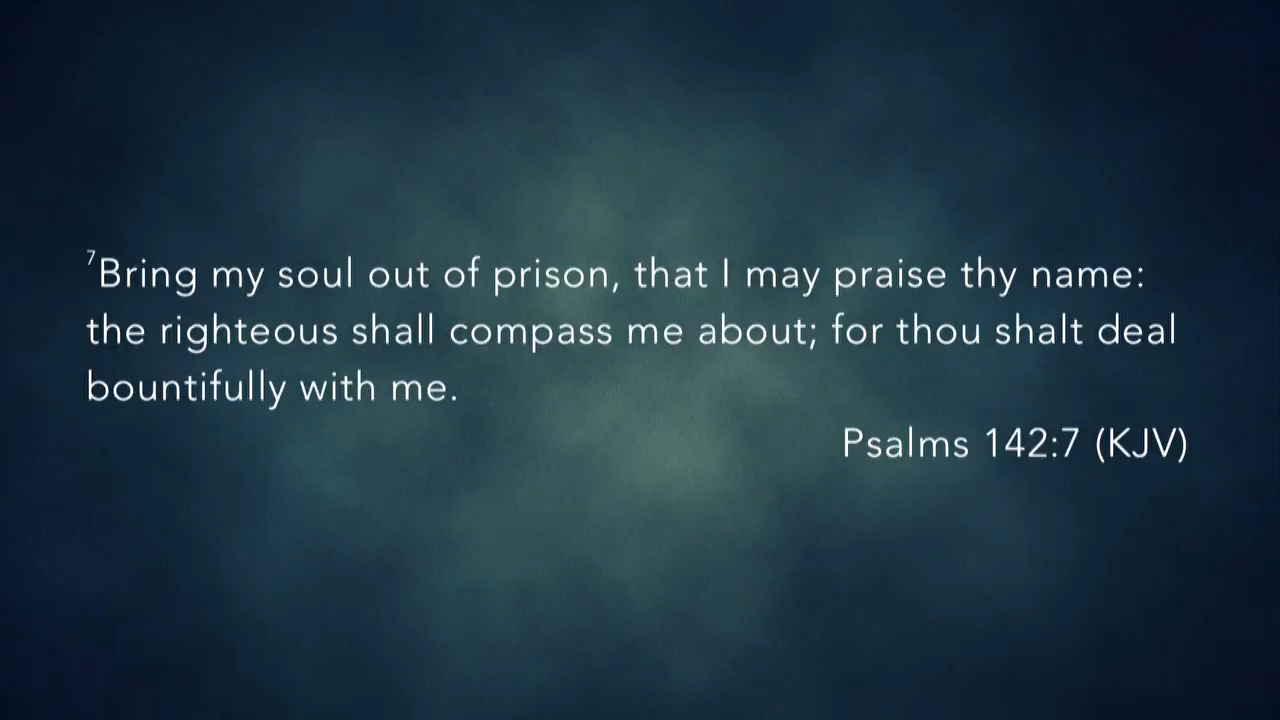 ⁷Bring my soul out of prison, that I may praise thy name:
the righteous shall compass me about; for thou shalt deal
bountifully with me.
Psalms 142:7 (KJV)